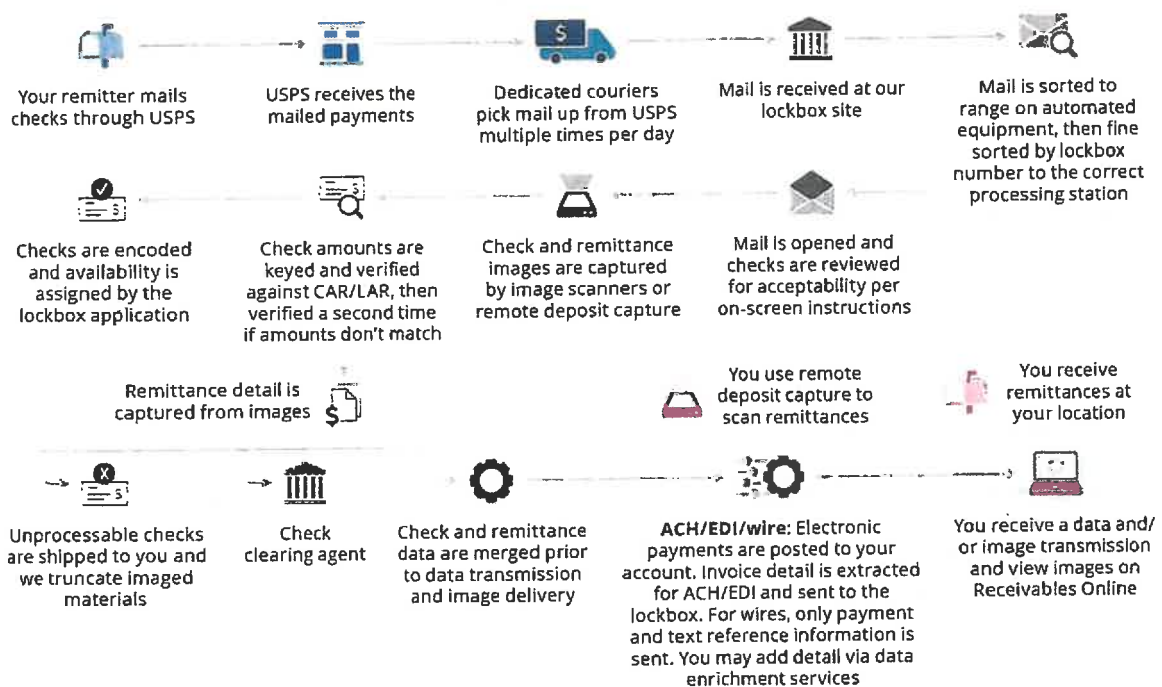 Your remitter mails
checks through USPS
USPS receives the
mailed payments
Dedicated couriers
pick mail up from USPS
multiple times per day
Mail is received at our
lockbox site
Mail is sorted to
range on automated
equipment, then fine
sorted by lockbox
number to the correct
processing station
Mail is opened and
checks are reviewed
for acceptability per
on-screen instructions
Check and remittance
images are captured
by image scanners or
remote deposit capture
Check amounts are
keyed and verified
against CAR/LAR, then
verified a second time
if amounts don't match
Checks are encoded
and availability is
assigned by the
lockbox application
Remittance detail is
captured from images
You use remote
deposit capture to
scan remittances
You receive
remittances at
your location
Unprocessable checks
are shipped to you and
we truncate imaged
materials
Check
clearing agent
Check and remittance
data are merged prior
to data transmission
and image delivery
ACH/EDI/wire: Electronic
payments are posted to your
account. Invoice detail is extracted
for ACH/EDI and sent to the
lockbox. For wires, only payment
and text reference information is
sent. You may add detail via data
enrichment services
You receive a data and/
or image transmission
and view images on
Receivables Online